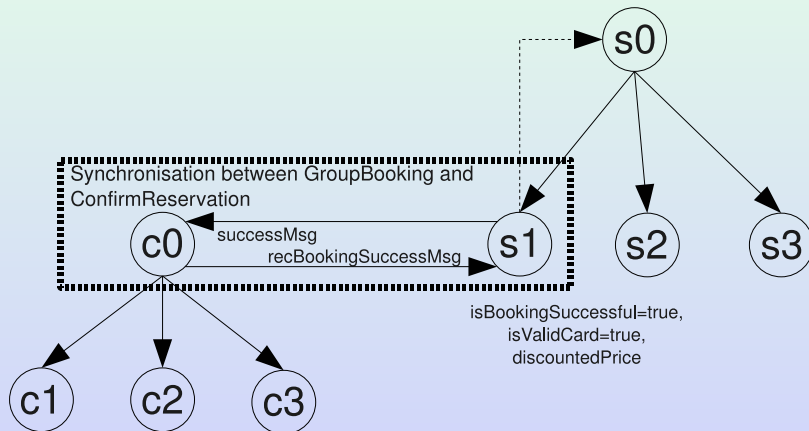 s0
Synchronisation between GroupBooking and
ConfirmReservation
c0
successMsg
recBookingSuccessMsg
s1
s2
s3
isBookingSuccessful=true,
isValidCard=true,
discountedPrice
c1
c2
c3